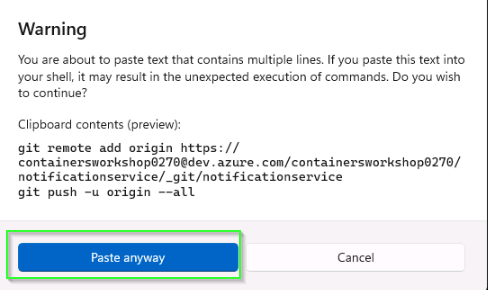 Warning
You are about to paste text that contains multiple lines. If you paste this text into
your shell, it may result in the unexpected execution of commands. Do you wish
to continue?
Clipboard contents (preview):
git remote add origin https://
containersworkshop0270@dev.azure.com/containersworkshop0270/
notificationservice/_git/notificationservice
git push -u origin --all
Paste anyway
Cancel